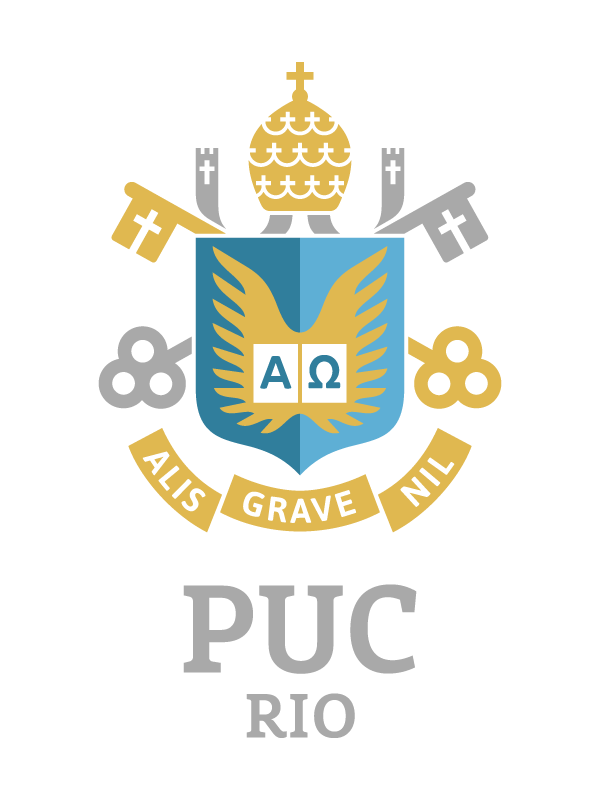 Α Ω
ALIS GRAVE NIL
PUC
RIO